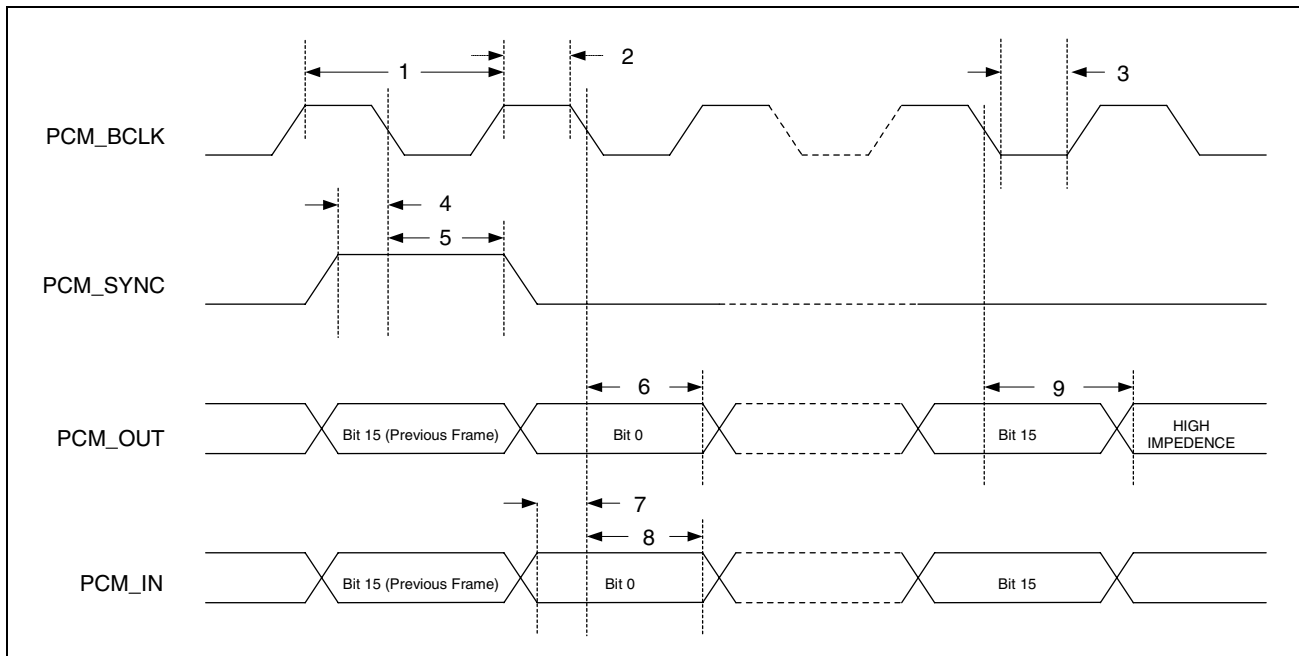 1
2
3
PCM_BCLK
4
5
PCM_SYNC
6
9
PCM_OUT
Bit 15 (Previous Frame)
Bit 0
Bit 15
HIGH
IMPEDENCE
7
8
PCM_IN
Bit 15 (Previous Frame)
Bit 0
Bit 15